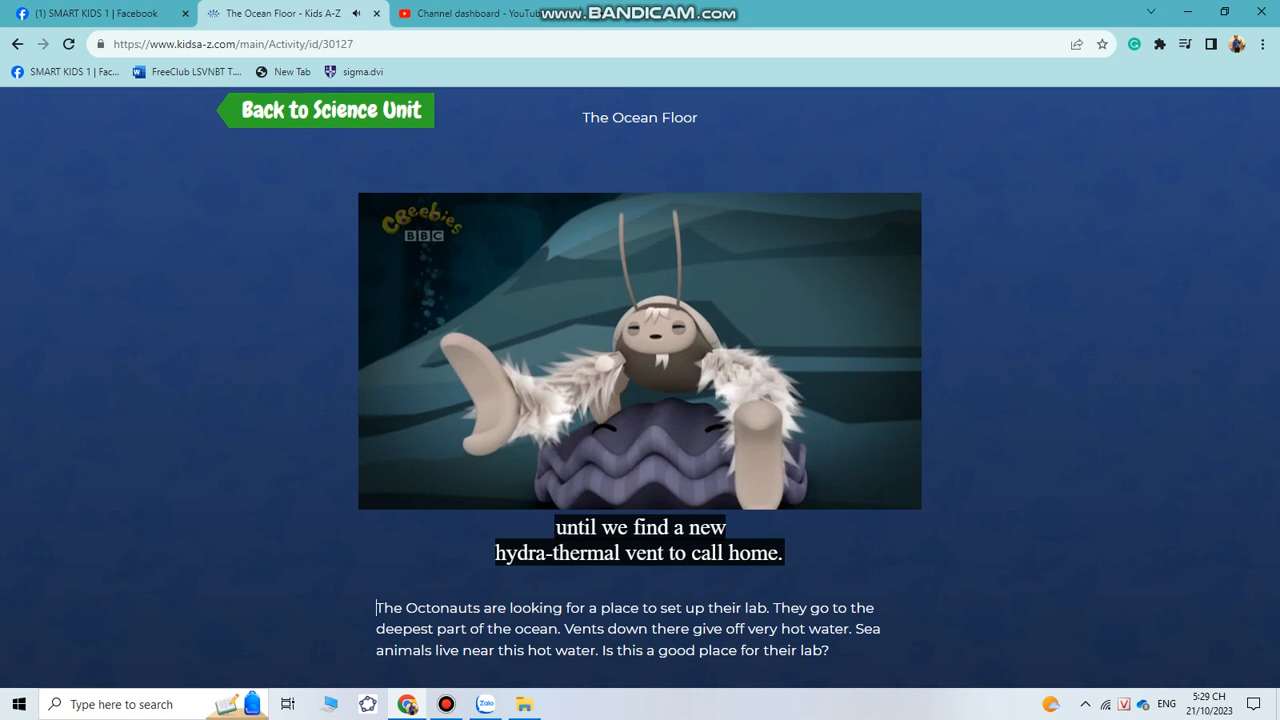 (1) SMART KIDS 1 | Facebook
The Ocean Floor - Kids A-Z
Channel dashboard - YouTu
www.BANDICAM.com
https://www.kidsa-z.com/main/Activity/id/30127
SMART KIDS 1 | Fac...
FreeClub LSVNBT T....
New Tab
sigma.dvi
Back to Science Unit
The Ocean Floor
CBeebies
BBC
until we find a new
hydra-thermal vent to call home.
The Octonauts are looking for a place to set up their lab. They go to the
deepest part of the ocean. Vents down there give off very hot water. Sea
animals live near this hot water. Is this a good place for their lab?
Type here to search
Zalo
ENG
5:29 CH
21/10/2023